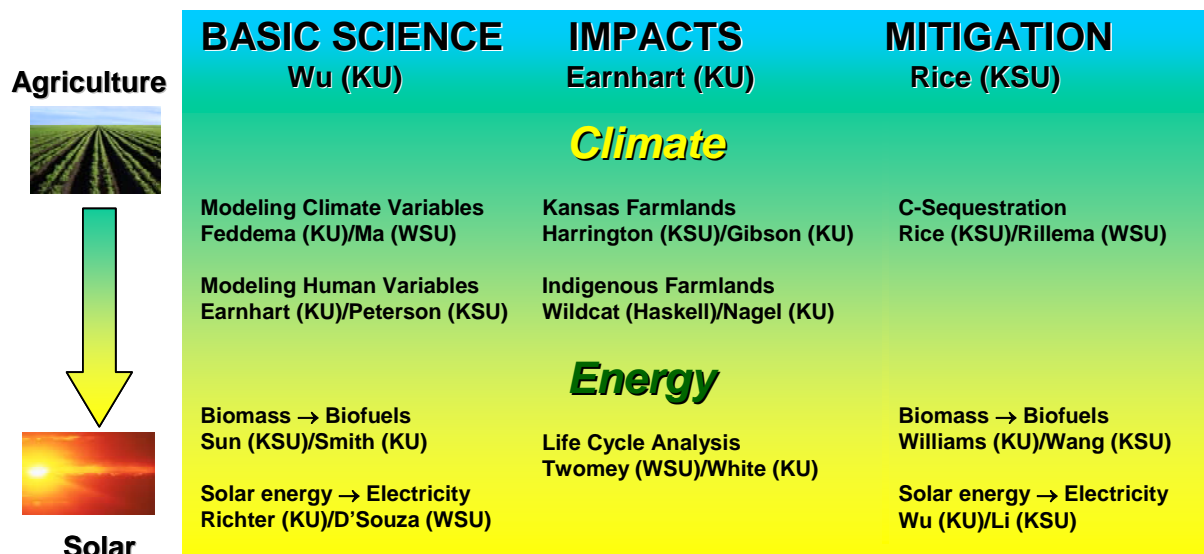 BASIC SCIENCE
Wu (KU)
IMPACTS
Earnhart (KU)
MITIGATION
Rice (KSU)
Agriculture
Climate
Modeling Climate Variables
Feddema (KU)/Ma (WSU)
Modeling Human Variables
Earnhart (KU)/Peterson (KSU)
Kansas Farmlands
Harrington (KSU)/Gibson (KU)
Indigenous Farmlands
Wildcat (Haskell)/Nagel (KU)
C-Sequestration
Rice (KSU)/Rillema (WSU)
Energy
Biomass → Biofuels
Sun (KSU)/Smith (KU)
Solar energy → Electricity
Richter (KU)/D'Souza (WSU)
Life Cycle Analysis
Twomey (WSU)/White (KU)
Biomass → Biofuels
Williams (KU)/Wang (KSU)
Solar energy → Electricity
Wu (KU)/Li (KSU)
Solar